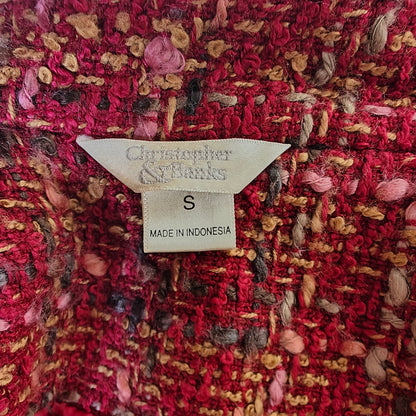 Christopher
& Banks
S
MADE IN INDONESIA